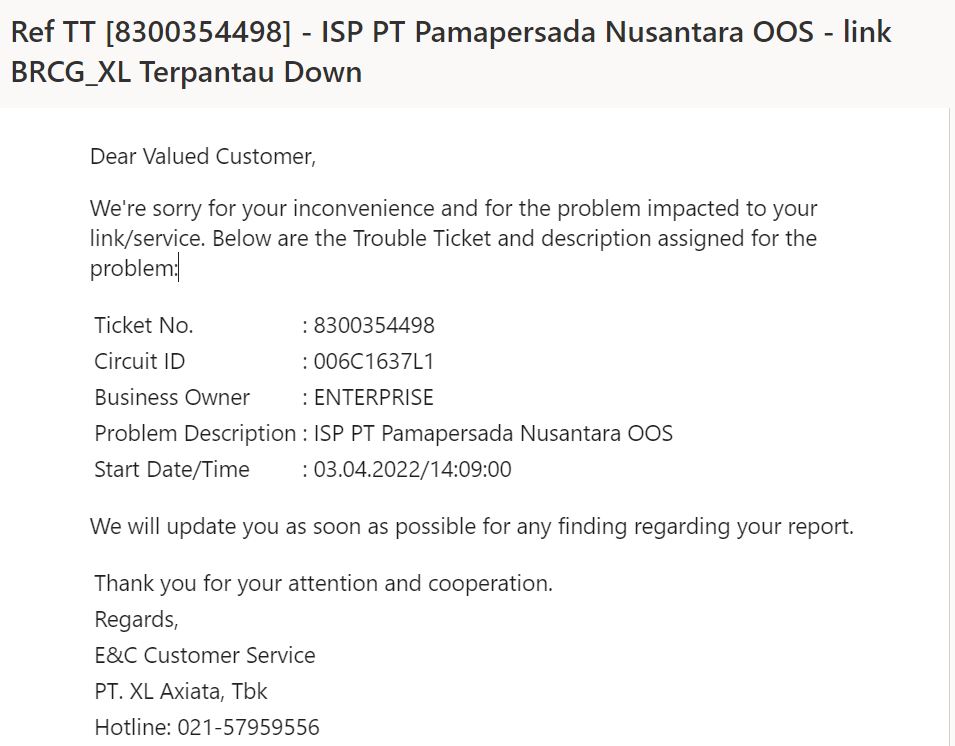 Ref TT [8300354498] - ISP PT Pamapersada Nusantara OOS - link
BRCG_XL Terpantau Down
Dear Valued Customer,
We're sorry for your inconvenience and for the problem impacted to your
link/service. Below are the Trouble Ticket and description assigned for the
problem:
Ticket No. : 8300354498
Circuit ID : 006C1637L1
Business Owner : ENTERPRISE
Problem Description : ISP PT Pamapersada Nusantara OOS
Start Date/Time : 03.04.2022/14:09:00
We will update you as soon as possible for any finding regarding your report.
Thank you for your attention and cooperation.
Regards,
E&C Customer Service
PT. XL Axiata, Tbk
Hotline: 021-57959556